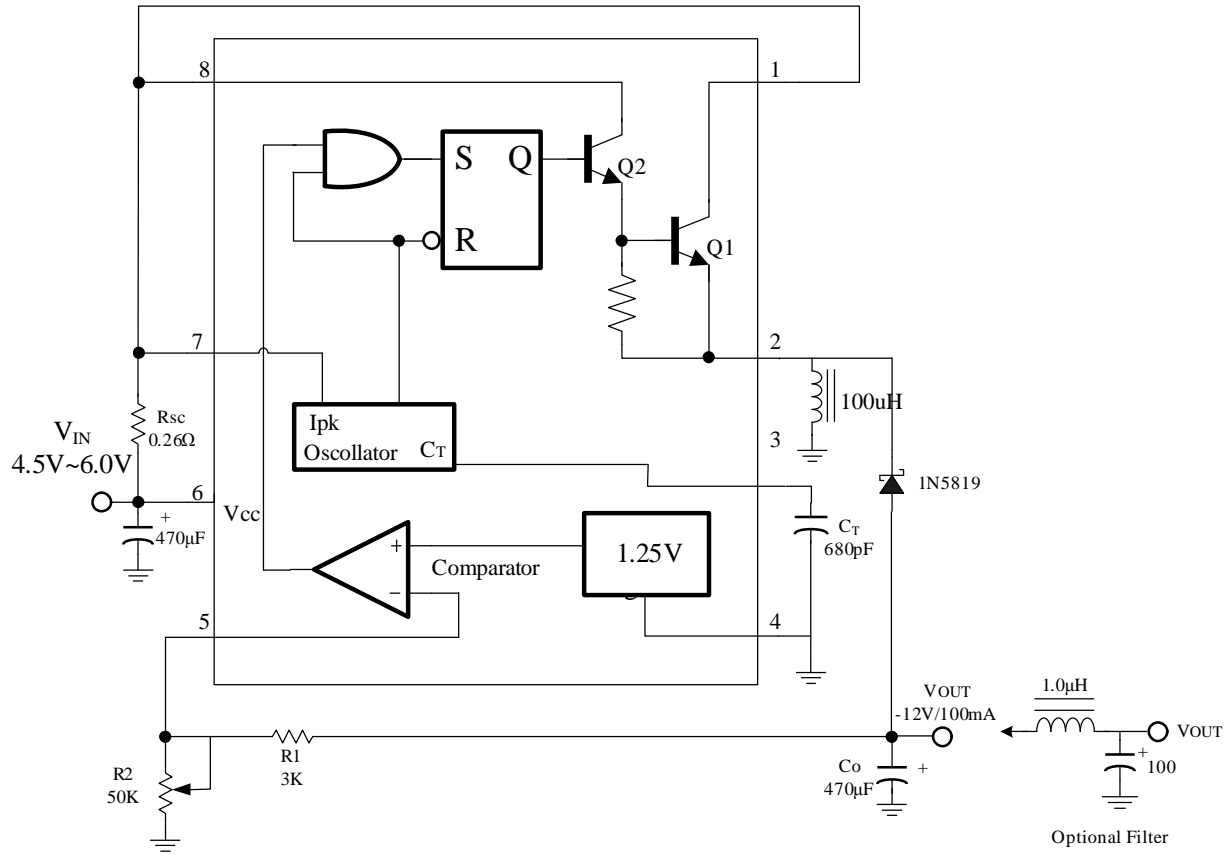 8
1
S
Q
Q2
R
Q1
7
2
Rsc
0.26Ω
Ipk
Oscollator
CT
100uH
3
VIN
4.5V~6.0V
1N5819
6
Vcc
+
470µF
CT
680pF
+
Comparator
1.25V
−
5
4
VOUT
-12V/100mA
1.0µH
VOUT
R1
3K
R2
50K
Co
470µF
+
+
100
Optional Filter